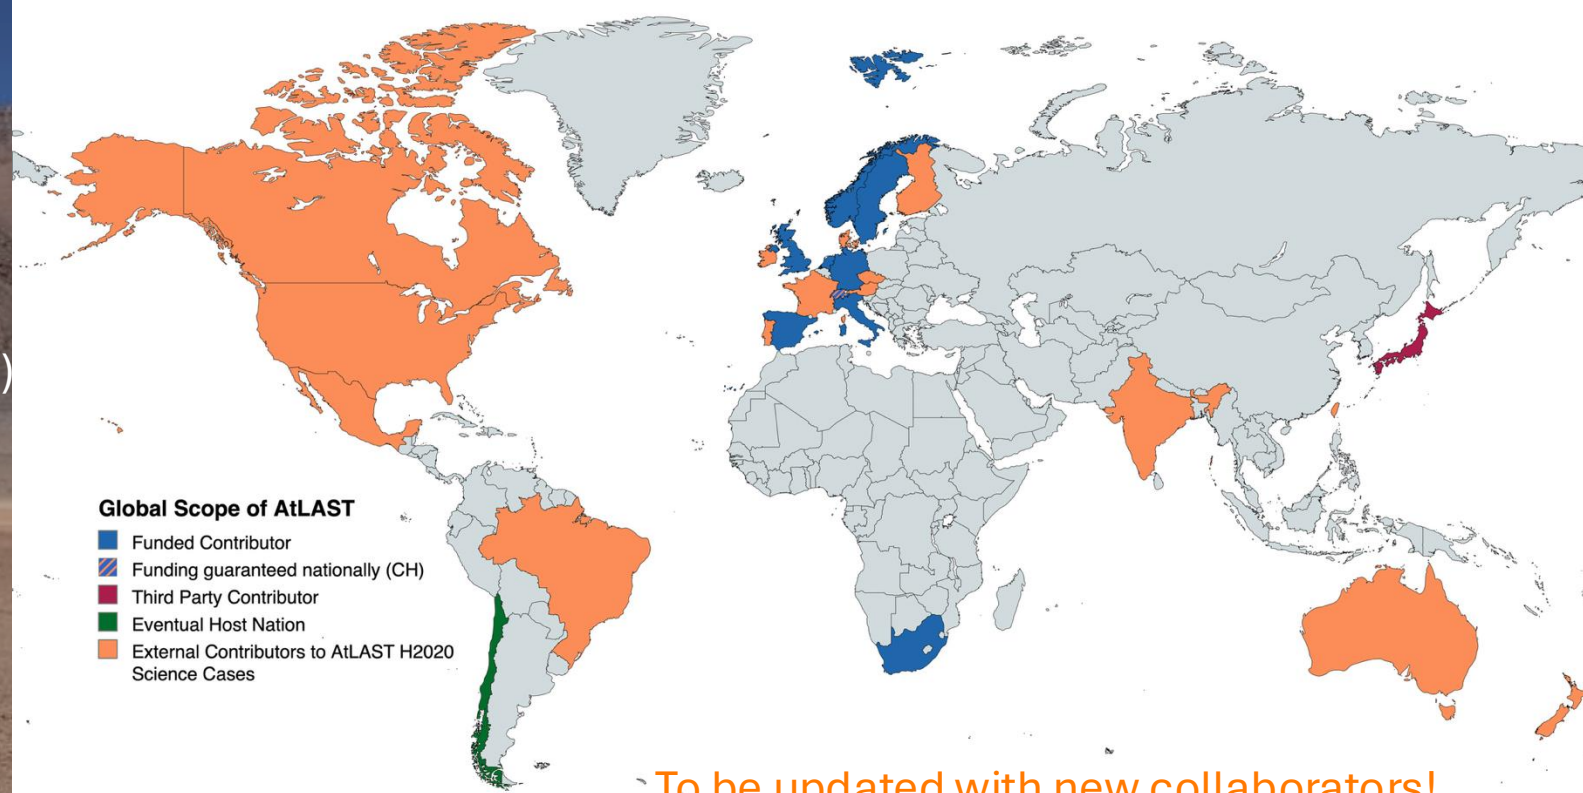 )
Global Scope of AtLAST
Funded Contributor
Funding guaranteed nationally (CH)
Third Party Contributor
Eventual Host Nation
External Contributors to AtLAST H2020
Science Cases
To be updated with new collaborators!